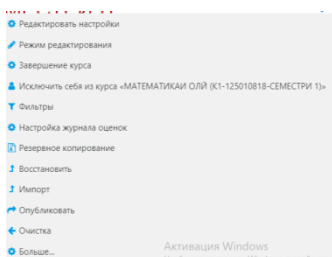 Редактировать настройки
Режим редактирования
Завершение курса
Исключить себя из курса «МАТЕМАТИКАИ ОЛӢ (К1-125010818-СЕМЕСТРИ 1)»
Фильтры
Настройка журнала оценок
Резервное копирование
Восстановить
Импорт
Опубликовать
Очистка
Больше...
Активация Windows